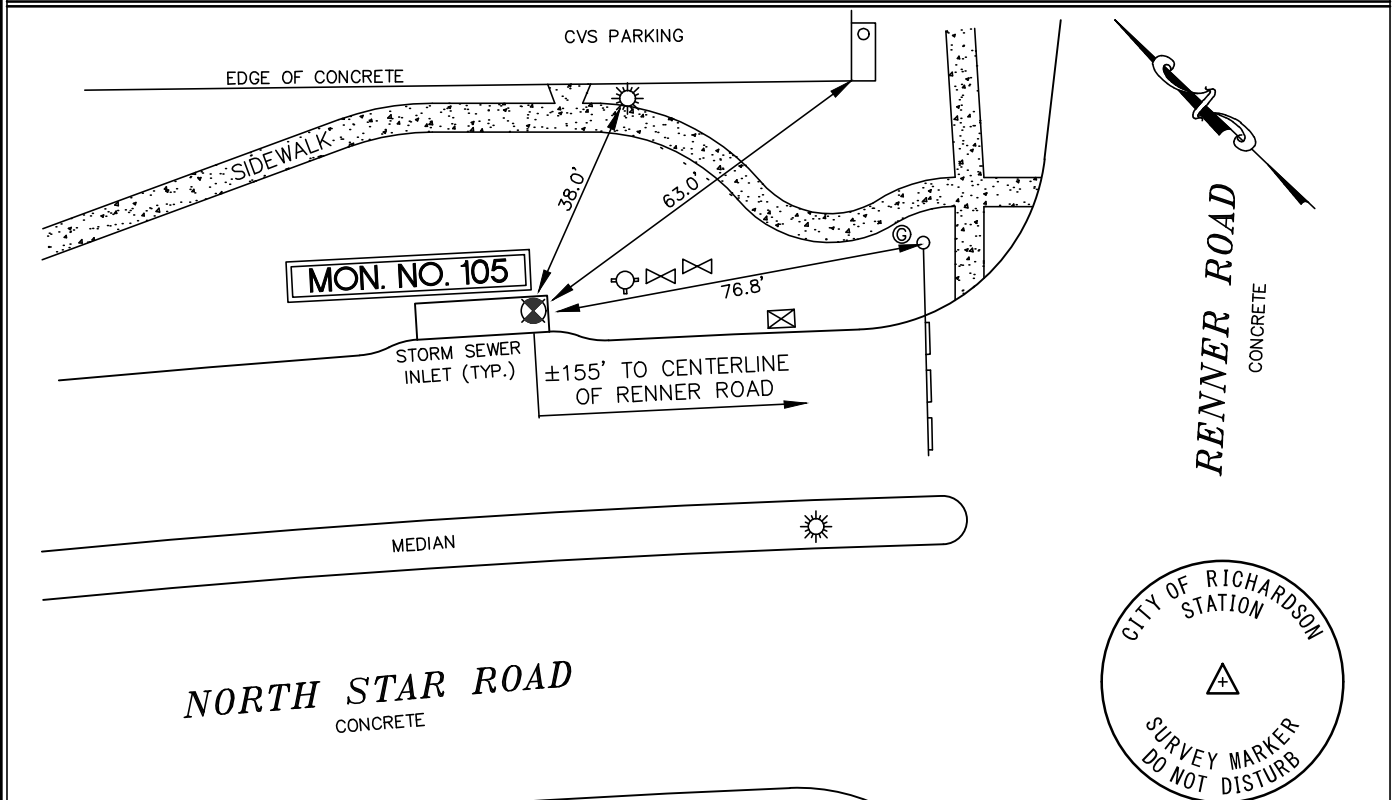 CVS PARKING
EDGE OF CONCRETE
SIDEWALK
38.0'
63.0'
G
MON. NO. 105
76.8'
STORM SEWER
INLET (TYP.)
±155' TO CENTERLINE
OF RENNER ROAD
RENNER ROAD
CONCRETE
MEDIAN
NORTH STAR ROAD
CONCRETE
CITY OF RICHARDSON
STATION
SURVEY MARKER
DO NOT DISTURB